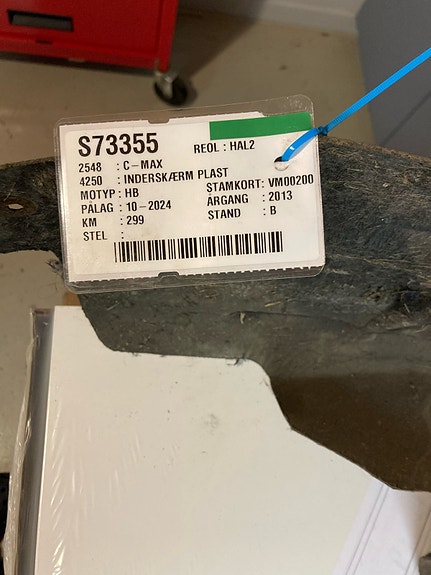 S73355 REOL : HAL2
2548 : C-MAX
4250 : INDERSKÆRM PLAST
MOTYP : HB STAMKORT: VM00200
PÅLAG : 10-2024 ÅRGANG : 2013
KM : 299 STAND : B
STEL :